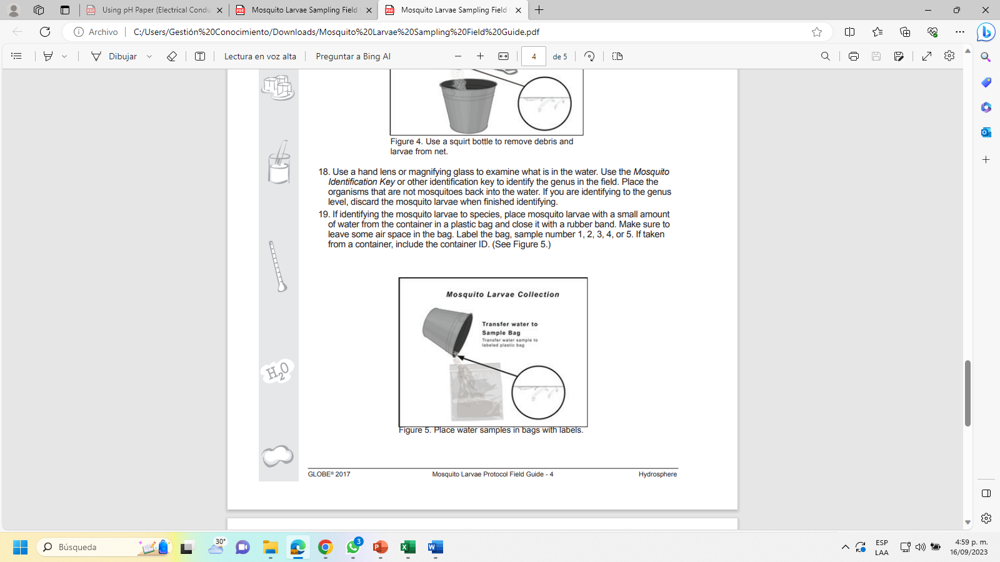 Using pH Paper (Electrical Condu
Mosquito Larvae Sampling Field
Mosquito Larvae Sampling Field
Archivo
C:/Users/Gestión%20Conocimiento/Downloads/Mosquito%20Larvae%20Sampling%20Field%20Guide.pdf
Dibujar
Lectura en voz alta
Preguntar a Bing AI
4
de 5
Figure 4. Use a squirt bottle to remove debris and
larvae from net.
18. Use a hand lens or magnifying glass to examine what is in the water. Use the Mosquito
Identification Key or other identification key to identify the genus in the field. Place the
organisms that are not mosquitoes back into the water. If you are identifying to the genus
level, discard the mosquito larvae when finished identifying.
19. If identifying the mosquito larvae to species, place mosquito larvae with a small amount
of water from the container in a plastic bag and close it with a rubber band. Make sure to
leave some air space in the bag. Label the bag, sample number 1, 2, 3, 4, or 5. If taken
from a container, include the container ID. (See Figure 5.)
Mosquito Larvae Collection
Transfer water to
Sample Bag
Transfer water sample to
labeled plastic bag
H2O
Figure 5. Place water samples in bags with labels.
GLOBE® 2017
Mosquito Larvae Protocol Field Guide - 4
Hydrosphere
Búsqueda
30°
3
ESP
LAA
4:59 p. m.
16/09/2023